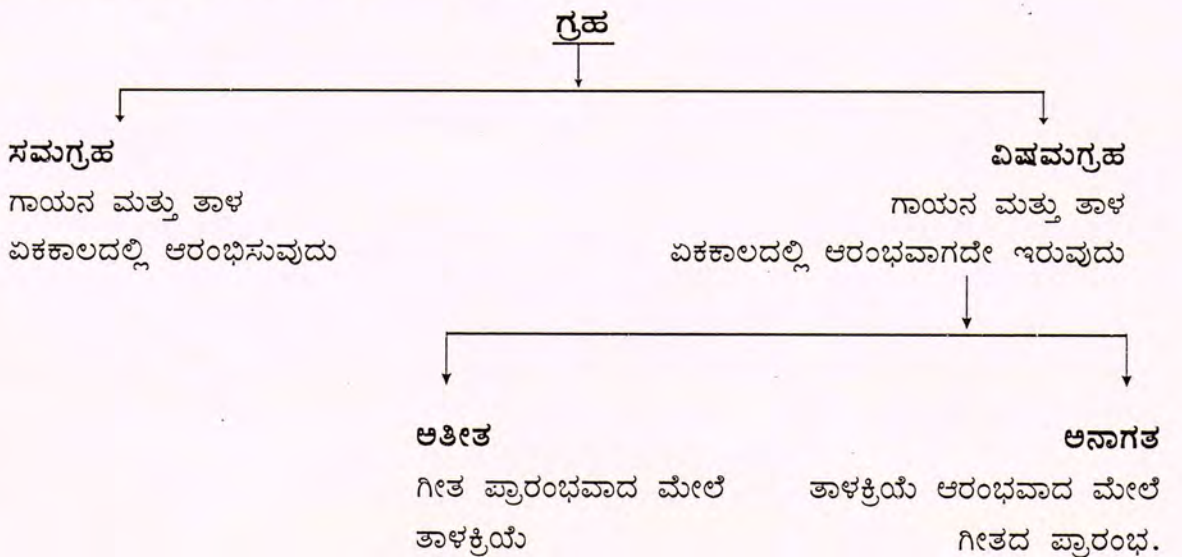 ಗ್ರಹ
ಸಮಗ್ರಹ
ಗಾಯನ ಮತ್ತು ತಾಳ
ಏಕಕಾಲದಲ್ಲಿ ಆರಂಭಿಸುವುದು
ವಿಷಮಗ್ರಹ
ಗಾಯನ ಮತ್ತು ತಾಳ
ಏಕಕಾಲದಲ್ಲಿ ಆರಂಭವಾಗದೇ ಇರುವುದು
ಅತೀತ
ಗೀತ ಪ್ರಾರಂಭವಾದ ಮೇಲೆ
ತಾಳಕ್ರಿಯೆ
ಅನಾಗತ
ತಾಳಕ್ರಿಯೆ ಆರಂಭವಾದ ಮೇಲೆ
ಗೀತದ ಪ್ರಾರಂಭ.